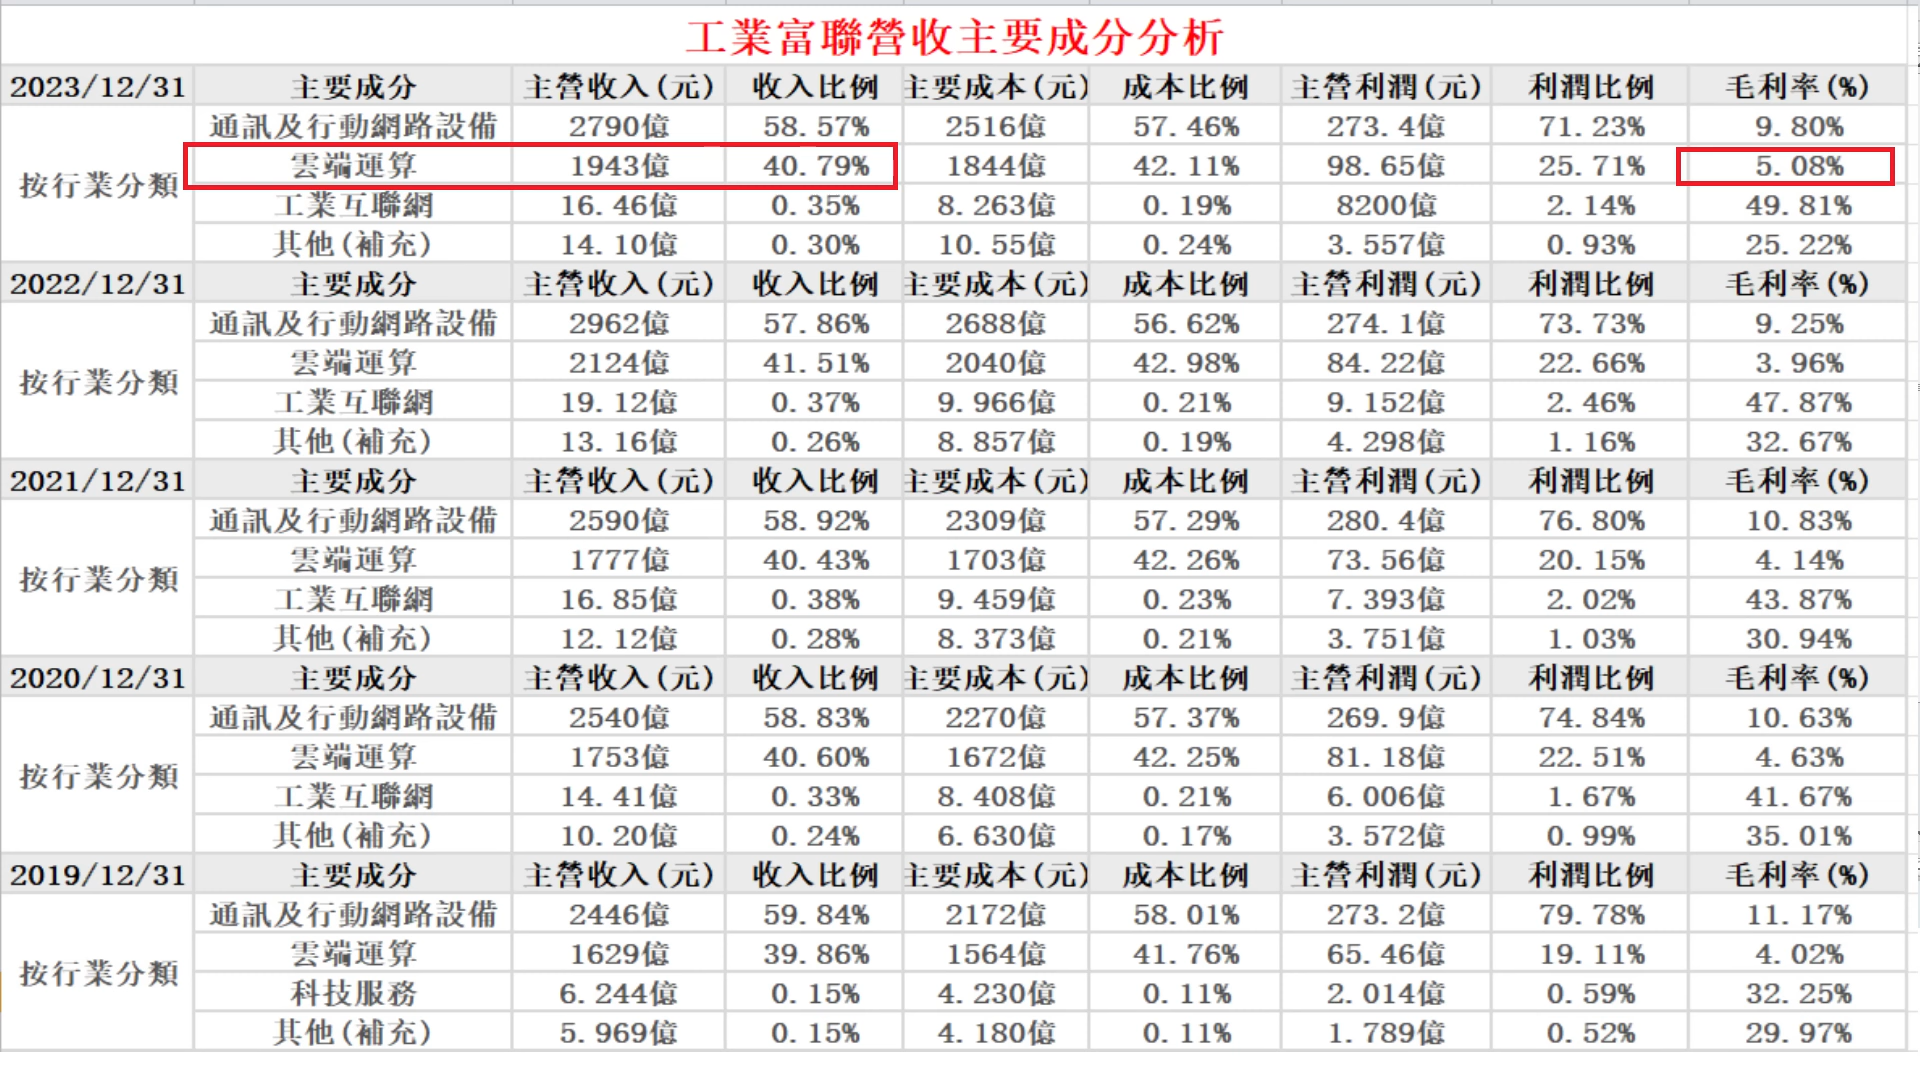 工業富聯營收主要成分分析
2023/12/31 主要成分 主營收入(元) 收入比例 主要成本(元) 成本比例 主營利潤(元) 利潤比例 毛利率(%)
按行業分類
通訊及行動網路設備 2790億 58.57% 2516億 57.46% 273.4億 71.23% 9.80%
雲端運算 1943億 40.79% 1844億 42.11% 98.65億 25.71% 5.08%
工業互聯網 16.46億 0.35% 8.263億 0.19% 8200億 2.14% 49.81%
其他(補充) 14.10億 0.30% 10.55億 0.24% 3.557億 0.93% 25.22%
2022/12/31 主要成分 主營收入(元) 收入比例 主要成本(元) 成本比例 主營利潤(元) 利潤比例 毛利率(%)
按行業分類
通訊及行動網路設備 2962億 57.86% 2688億 56.62% 274.1億 73.73% 9.25%
雲端運算 2124億 41.51% 2040億 42.98% 84.22億 22.66% 3.96%
工業互聯網 19.12億 0.37% 9.966億 0.21% 9.152億 2.46% 47.87%
其他(補充) 13.16億 0.26% 8.857億 0.19% 4.298億 1.16% 32.67%
2021/12/31 主要成分 主營收入(元) 收入比例 主要成本(元) 成本比例 主營利潤(元) 利潤比例 毛利率(%)
按行業分類
通訊及行動網路設備 2590億 58.92% 2309億 57.29% 280.4億 76.80% 10.83%
雲端運算 1777億 40.43% 1703億 42.26% 73.56億 20.15% 4.14%
工業互聯網 16.85億 0.38% 9.459億 0.23% 7.393億 2.02% 43.87%
其他(補充) 12.12億 0.28% 8.373億 0.21% 3.751億 1.03% 30.94%
2020/12/31 主要成分 主營收入(元) 收入比例 主要成本(元) 成本比例 主營利潤(元) 利潤比例 毛利率(%)
按行業分類
通訊及行動網路設備 2540億 58.83% 2270億 57.37% 269.9億 74.84% 10.63%
雲端運算 1753億 40.60% 1672億 42.25% 81.18億 22.51% 4.63%
工業互聯網 14.41億 0.33% 8.408億 0.21% 6.006億 1.67% 41.67%
其他(補充) 10.20億 0.24% 6.630億 0.17% 3.572億 0.99% 35.01%
2019/12/31 主要成分 主營收入(元) 收入比例 主要成本(元) 成本比例 主營利潤(元) 利潤比例 毛利率(%)
按行業分類
通訊及行動網路設備 2446億 59.84% 2172億 58.01% 273.2億 79.78% 11.17%
雲端運算 1629億 39.86% 1564億 41.76% 65.46億 19.11% 4.02%
科技服務 6.244億 0.15% 4.230億 0.11% 2.014億 0.59% 32.25%
其他(補充) 5.969億 0.15% 4.180億 0.11% 1.789億 0.52% 29.97%